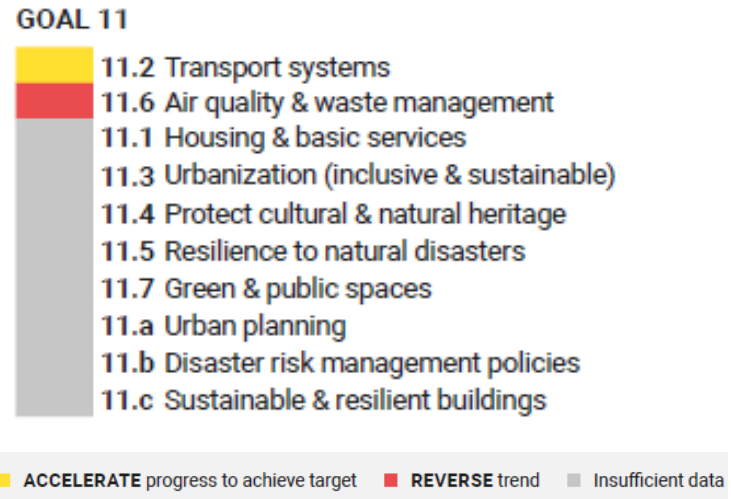 GOAL 11
11.2 Transport systems
11.6 Air quality & waste management
11.1 Housing & basic services
11.3 Urbanization (inclusive & sustainable)
11.4 Protect cultural & natural heritage
11.5 Resilience to natural disasters
11.7 Green & public spaces
11.a Urban planning
11.b Disaster risk management policies
11.c Sustainable & resilient buildings
ACCELERATE progress to achieve target REVERSE trend Insufficient data